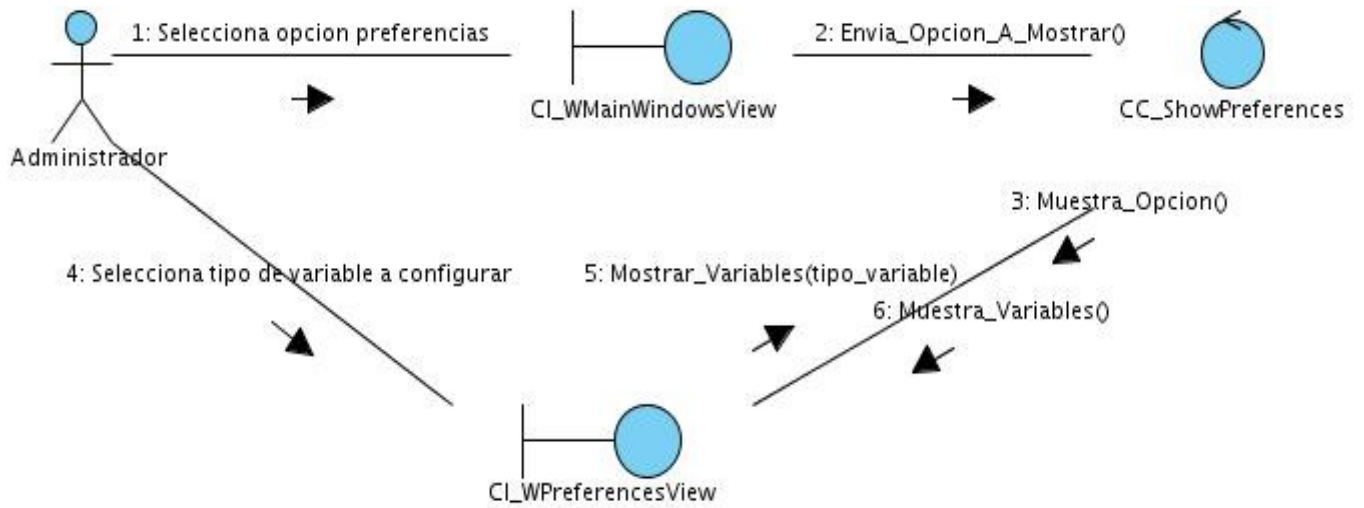 1: Selecciona opcion preferencias
2: Envia_Opcion_A_Mostrar()
CI_WMainWindowsView
CC_ShowPreferences
Administrador
3: Muestra_Opcion()
4: Selecciona tipo de variable a configurar
5: Mostrar_Variables(tipo_variable)
6: Muestra_Variables()
CI_WPreferencesView